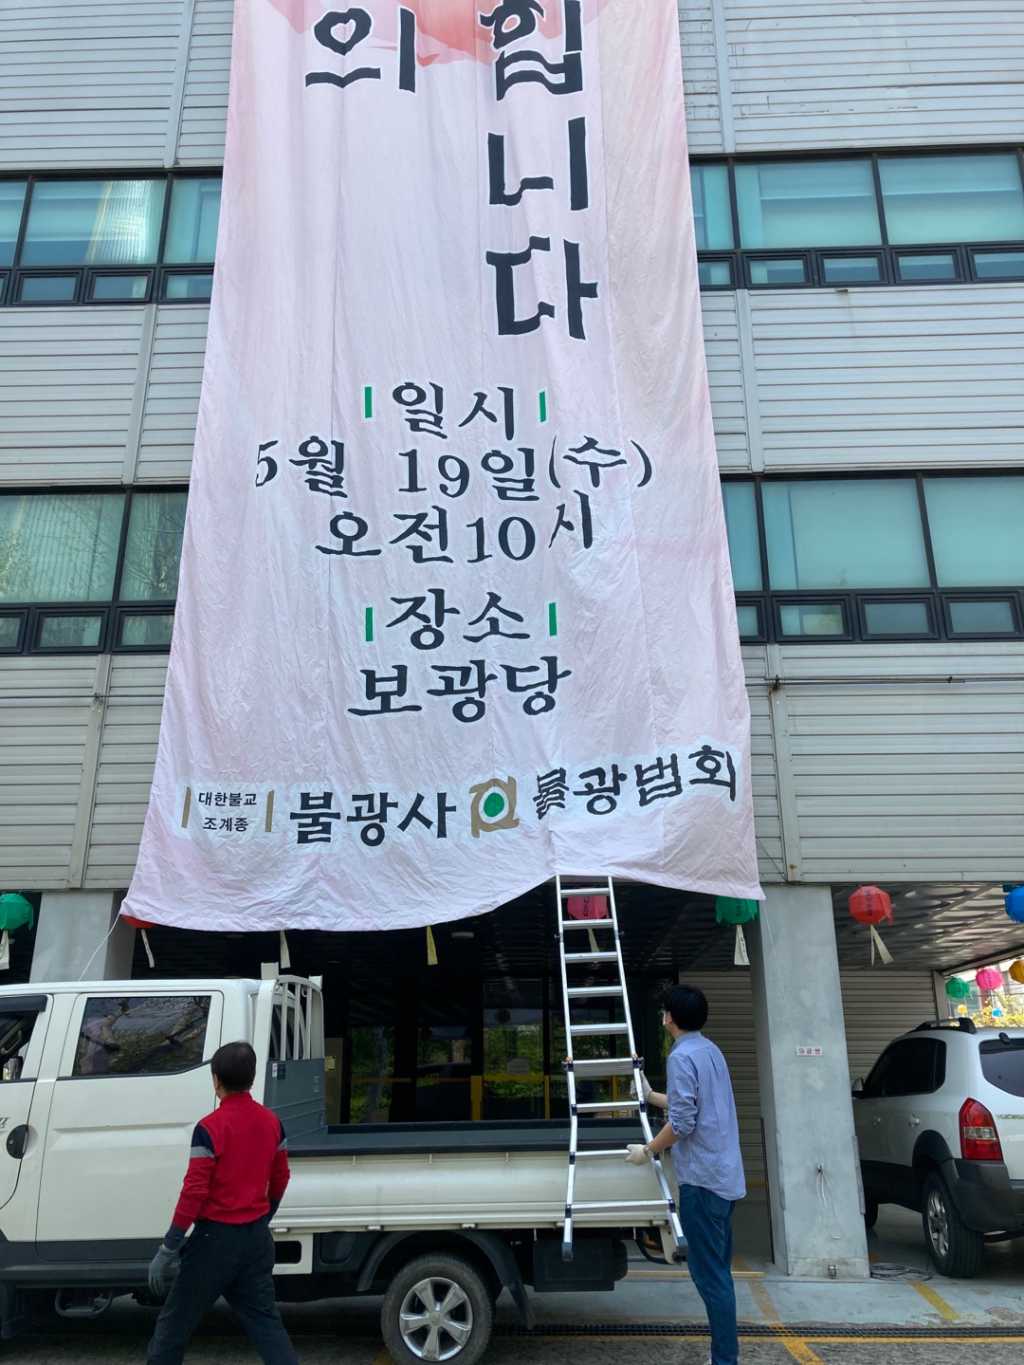 의
힙니다
일시
5월 19일(수)
오전10시
장소
보광당
대한불교
조계종
불광사 불광법회